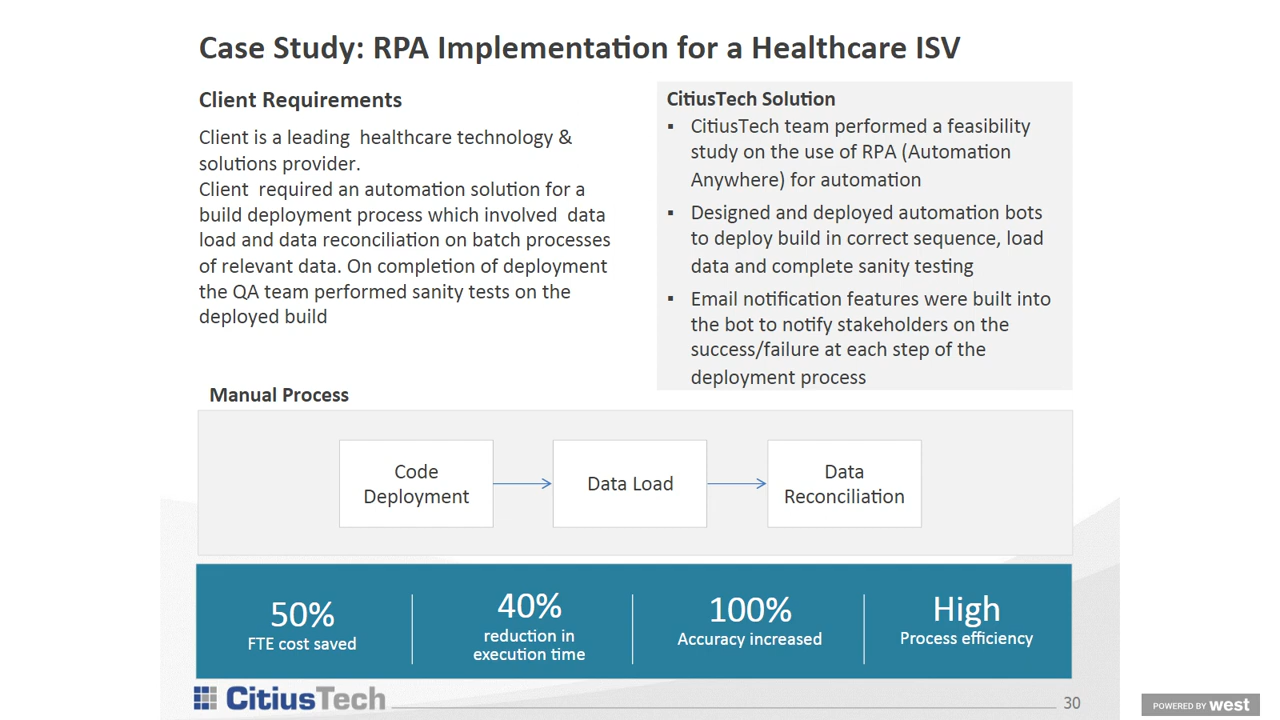 Case Study: RPA Implementation for a Healthcare ISV
Client Requirements
Client is a leading healthcare technology &
solutions provider.
Client required an automation solution for a
build deployment process which involved data
load and data reconciliation on batch processes
of relevant data. On completion of deployment
the QA team performed sanity tests on the
deployed build
CitiusTech Solution
▪ CitiusTech team performed a feasibility
study on the use of RPA (Automation
Anywhere) for automation
▪ Designed and deployed automation bots
to deploy build in correct sequence, load
data and complete sanity testing
▪ Email notification features were built into
the bot to notify stakeholders on the
success/failure at each step of the
deployment process
Manual Process
Code
Deployment
Data Load
Data
Reconciliation
50%
FTE cost saved
40%
reduction in
execution time
100%
Accuracy increased
High
Process efficiency
CitiusTech
30
POWERED BY west